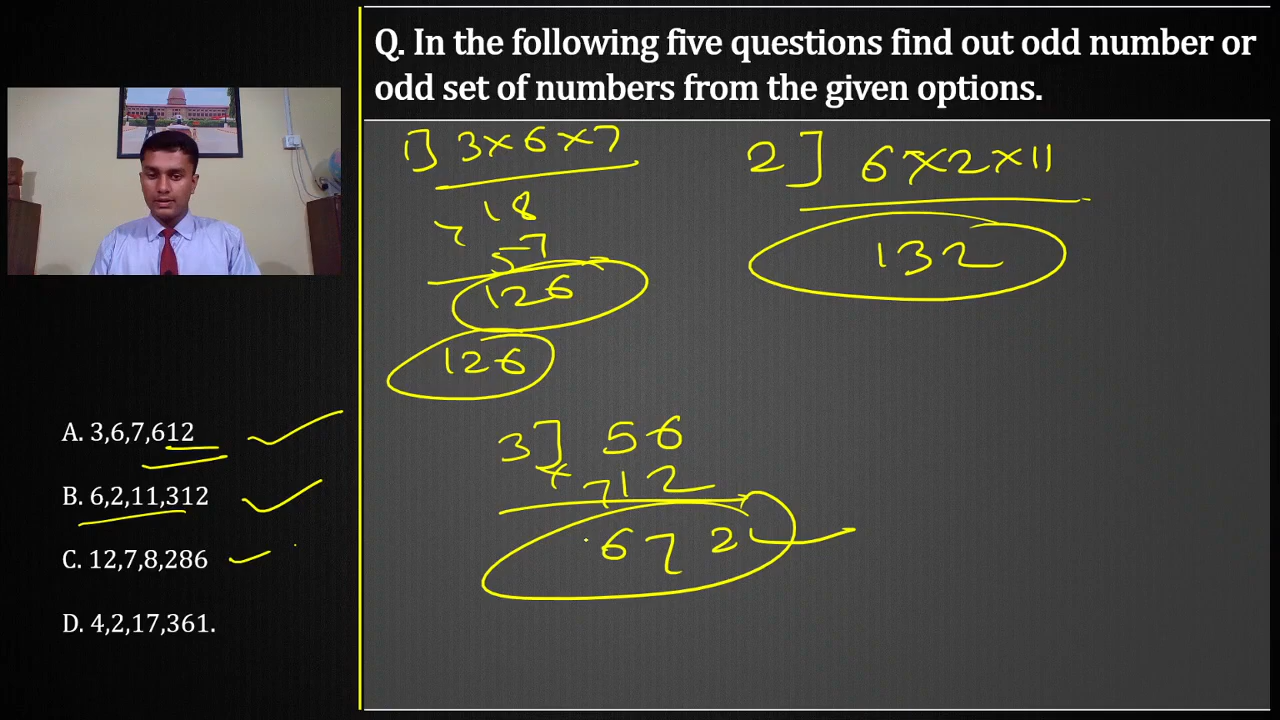 Q. In the following five questions find out odd number or
odd set of numbers from the given options.
1] 3×6×7
18
× 57
126
126
2] 6×2×11
132
A. 3,6,7,612
B. 6,2,11,312
C. 12,7,8,286
D. 4,2,17,361.
3] 56
× 712
672